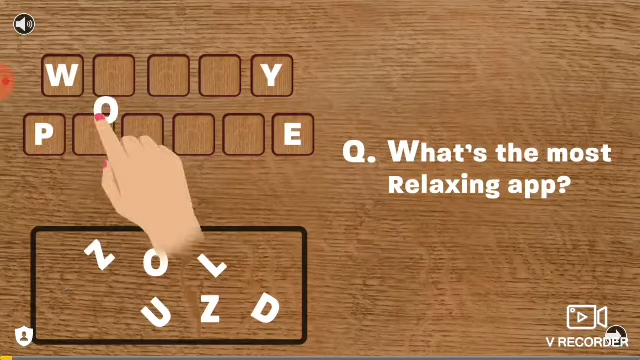 W Y
O
P E
Q. What's the most
Relaxing app?
Z O L
U Z D
V RECORDER